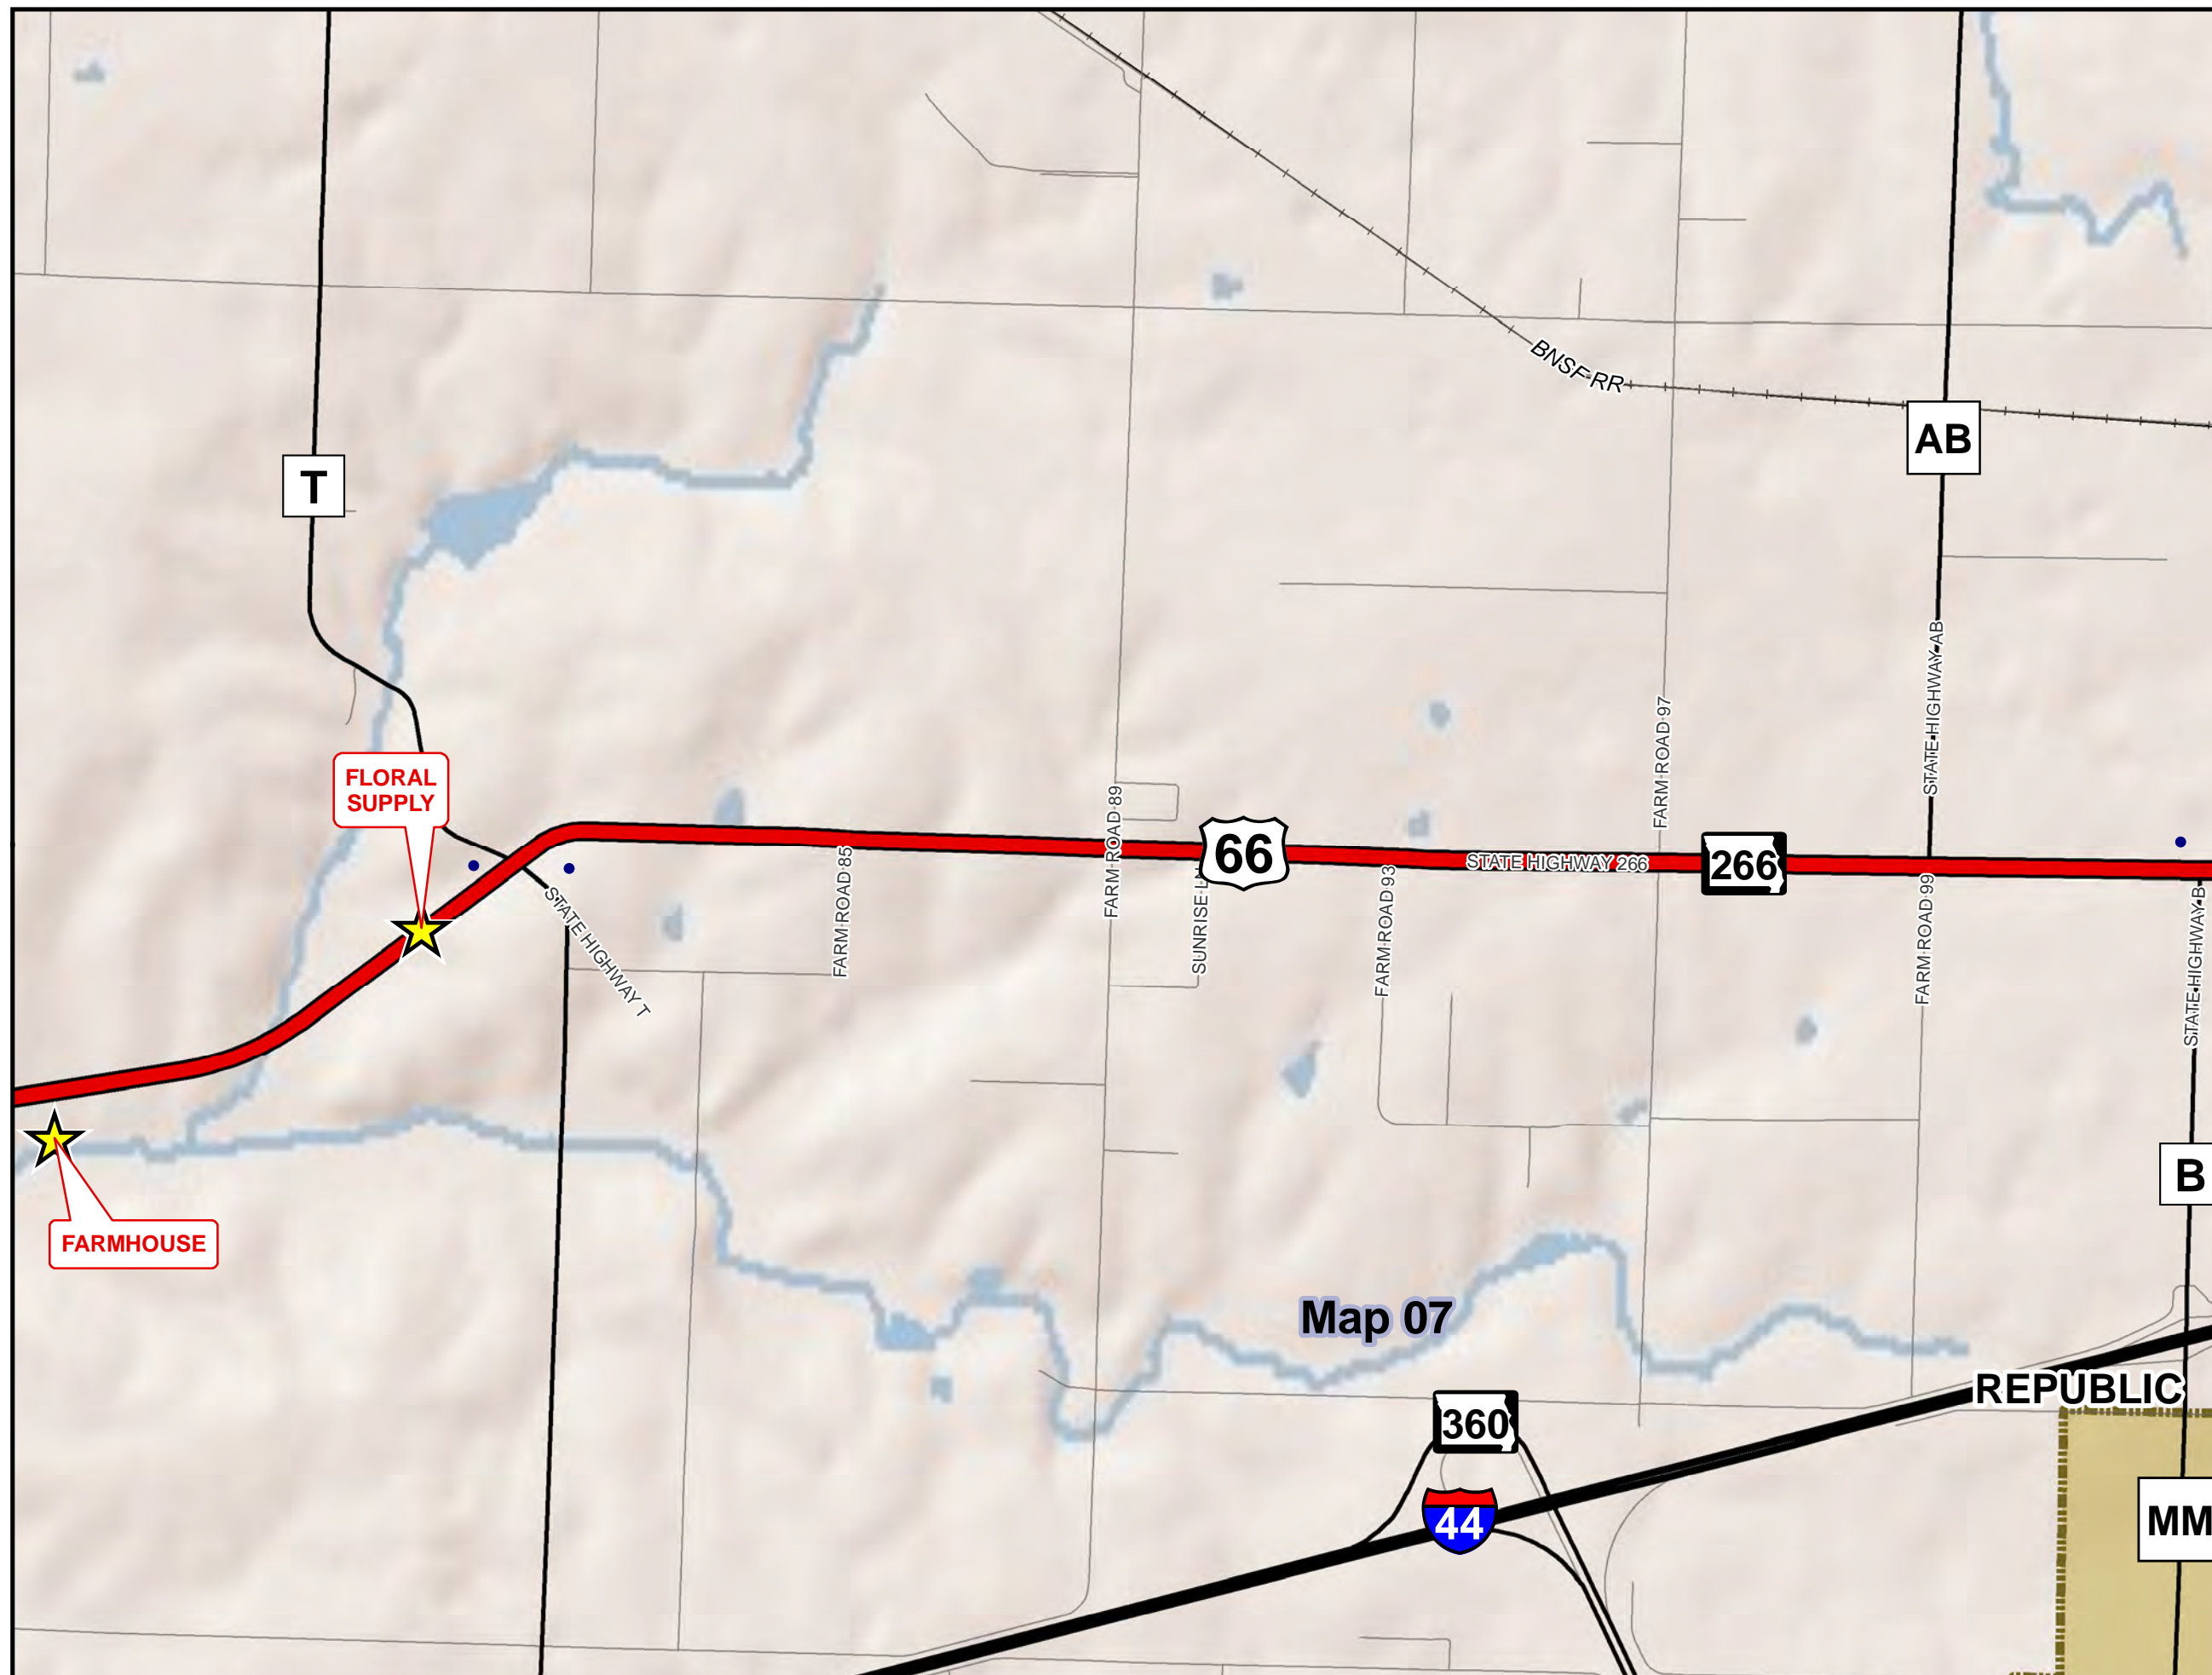 BNSF RR
AB
T
STATE HIGHWAY AB
FARM ROAD 97
FLORAL
SUPPLY
FARM ROAD 89
66
STATE HIGHWAY 266
266
FARM ROAD 85
SUNRISE LN
FARM ROAD 93
FARM ROAD 99
STATE HIGHWAY B
STATE HIGHWAY T
B
FARMHOUSE
Map 07
REPUBLIC
360
44
MM